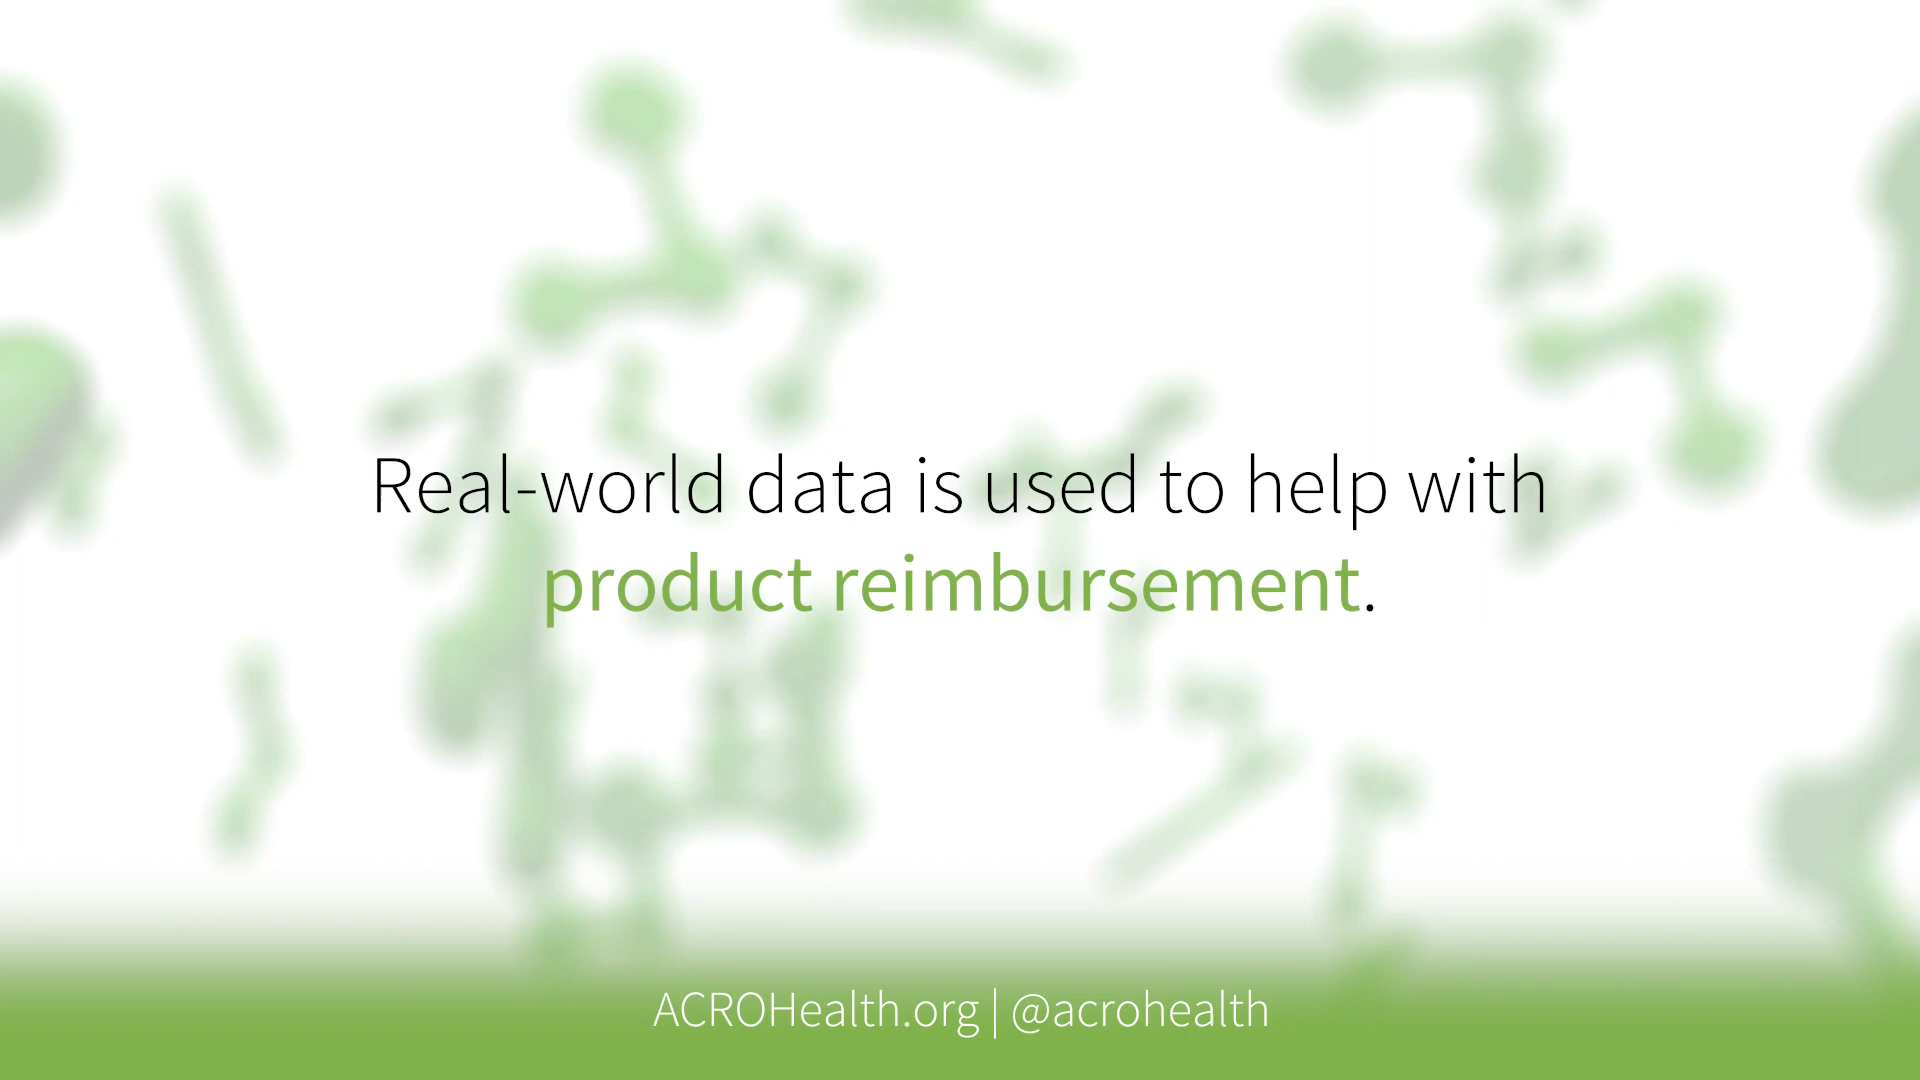 Real-world data is used to help with
product reimbursement.
ACROHealth.org | @acrohealth